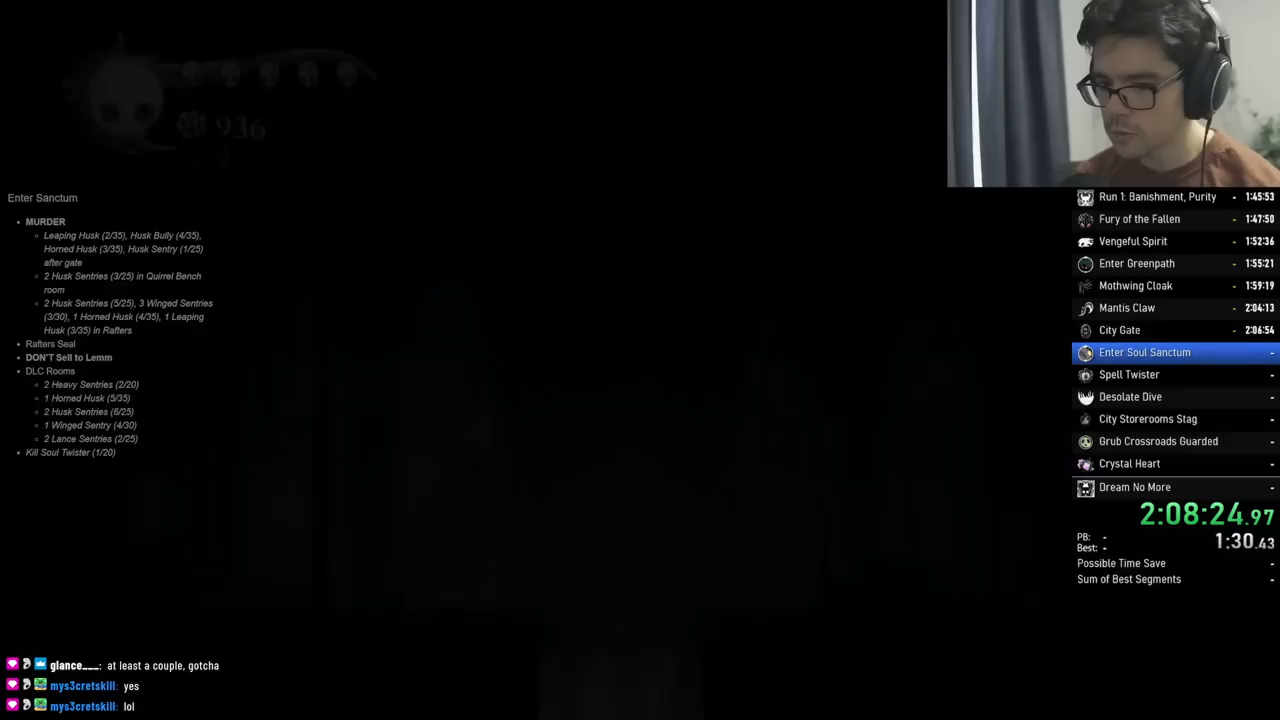 936
Enter Sanctum
MURDER
Leaping Husk (2/35), Husk Bully (4/35),
Horned Husk (3/35), Husk Sentry (1/25)
after gate
2 Husk Sentries (3/25) in Quirrel Bench
room
2 Husk Sentries (5/25), 3 Winged Sentries
(3/30), 1 Horned Husk (4/35), 1 Leaping
Husk (3/35) in Rafters
Rafters Seal
DON'T Sell to Lemm
DLC Rooms
2 Heavy Sentries (2/20)
1 Horned Husk (5/35)
2 Husk Sentries (6/25)
1 Winged Sentry (4/30)
2 Lance Sentries (2/25)
Kill Soul Twister (1/20)
glance___: at least a couple, gotcha
mys3cretskill: yes
mys3cretskill: lol
Run 1: Banishment, Purity - 1:45:53
Fury of the Fallen - 1:47:50
Vengeful Spirit - 1:52:36
Enter Greenpath - 1:55:21
Mothwing Cloak - 1:59:19
Mantis Claw - 2:04:13
City Gate - 2:06:54
Enter Soul Sanctum -
Spell Twister -
Desolate Dive -
City Storerooms Stag -
Grub Crossroads Guarded -
Crystal Heart -
Dream No More -
2:08:24.97
PB: - 1:30.43
Best: -
Possible Time Save -
Sum of Best Segments -